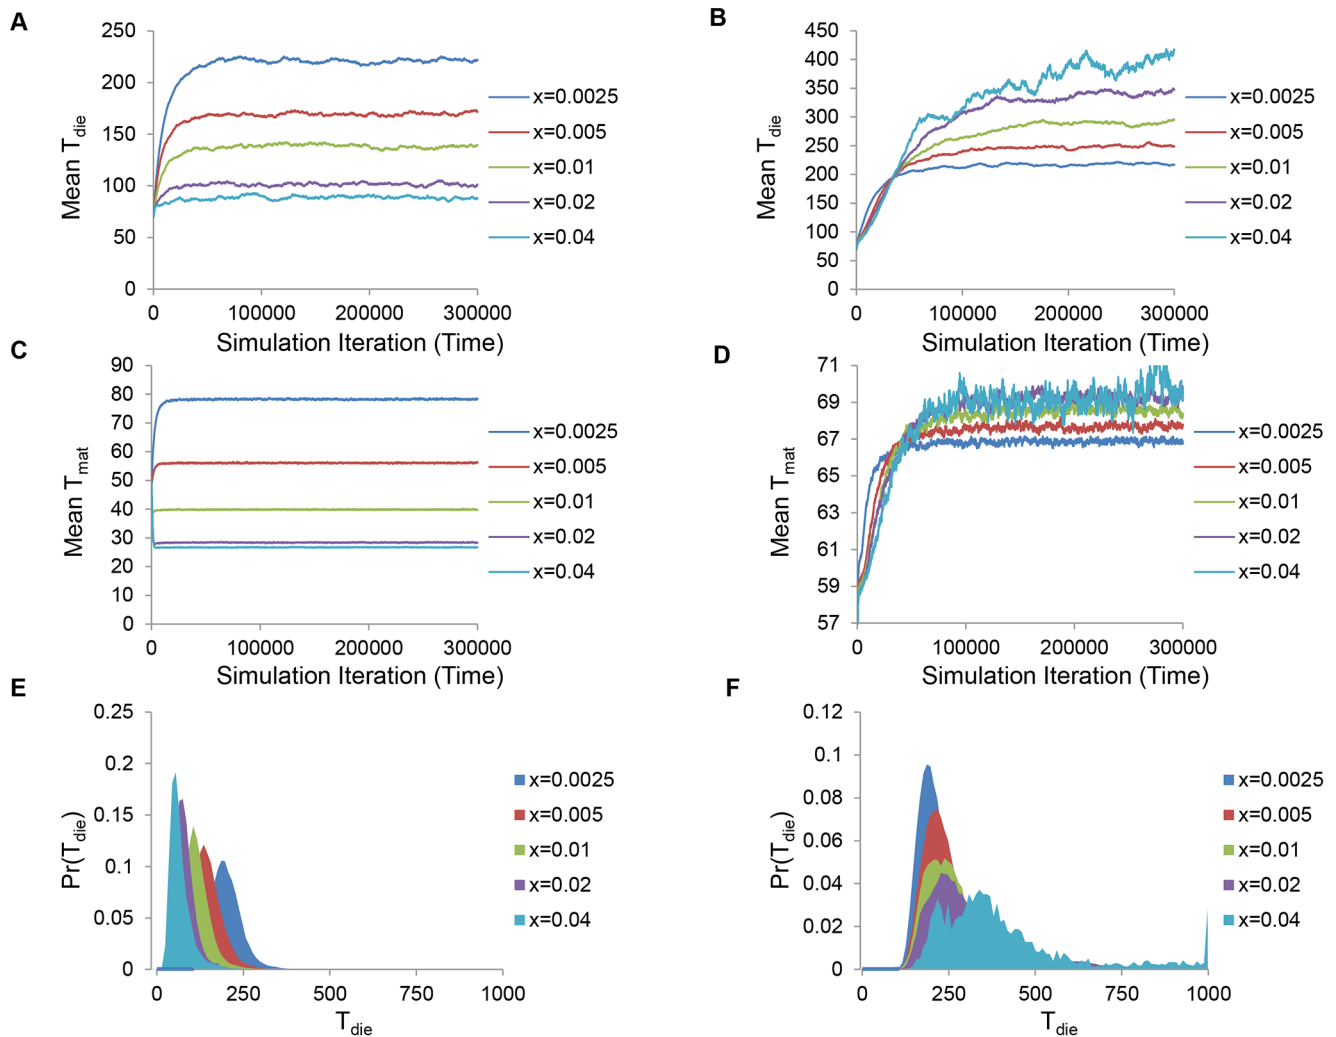 A
250
200
150
100
50
0
Mean Tdie
0 100000 200000 300000
Simulation Iteration (Time)
x=0.0025
x=0.005
x=0.01
x=0.02
x=0.04
B
450
400
350
300
250
200
150
100
50
0
Mean Tdie
0 100000 200000 300000
Simulation Iteration (Time)
x=0.0025
x=0.005
x=0.01
x=0.02
x=0.04
C
90
80
70
60
50
40
30
20
10
0
Mean Tmat
0 100000 200000 300000
Simulation Iteration (Time)
x=0.0025
x=0.005
x=0.01
x=0.02
x=0.04
D
71
69
67
65
63
61
59
57
Mean Tmat
0 100000 200000 300000
Simulation Iteration (Time)
x=0.0025
x=0.005
x=0.01
x=0.02
x=0.04
E
0.25
0.2
0.15
0.1
0.05
0
Pr(Tdie)
0 250 500 750 1000
Tdie
x=0.0025
x=0.005
x=0.01
x=0.02
x=0.04
F
0.12
0.1
0.08
0.06
0.04
0.02
0
Pr(Tdie)
0 250 500 750 1000
Tdie
x=0.0025
x=0.005
x=0.01
x=0.02
x=0.04